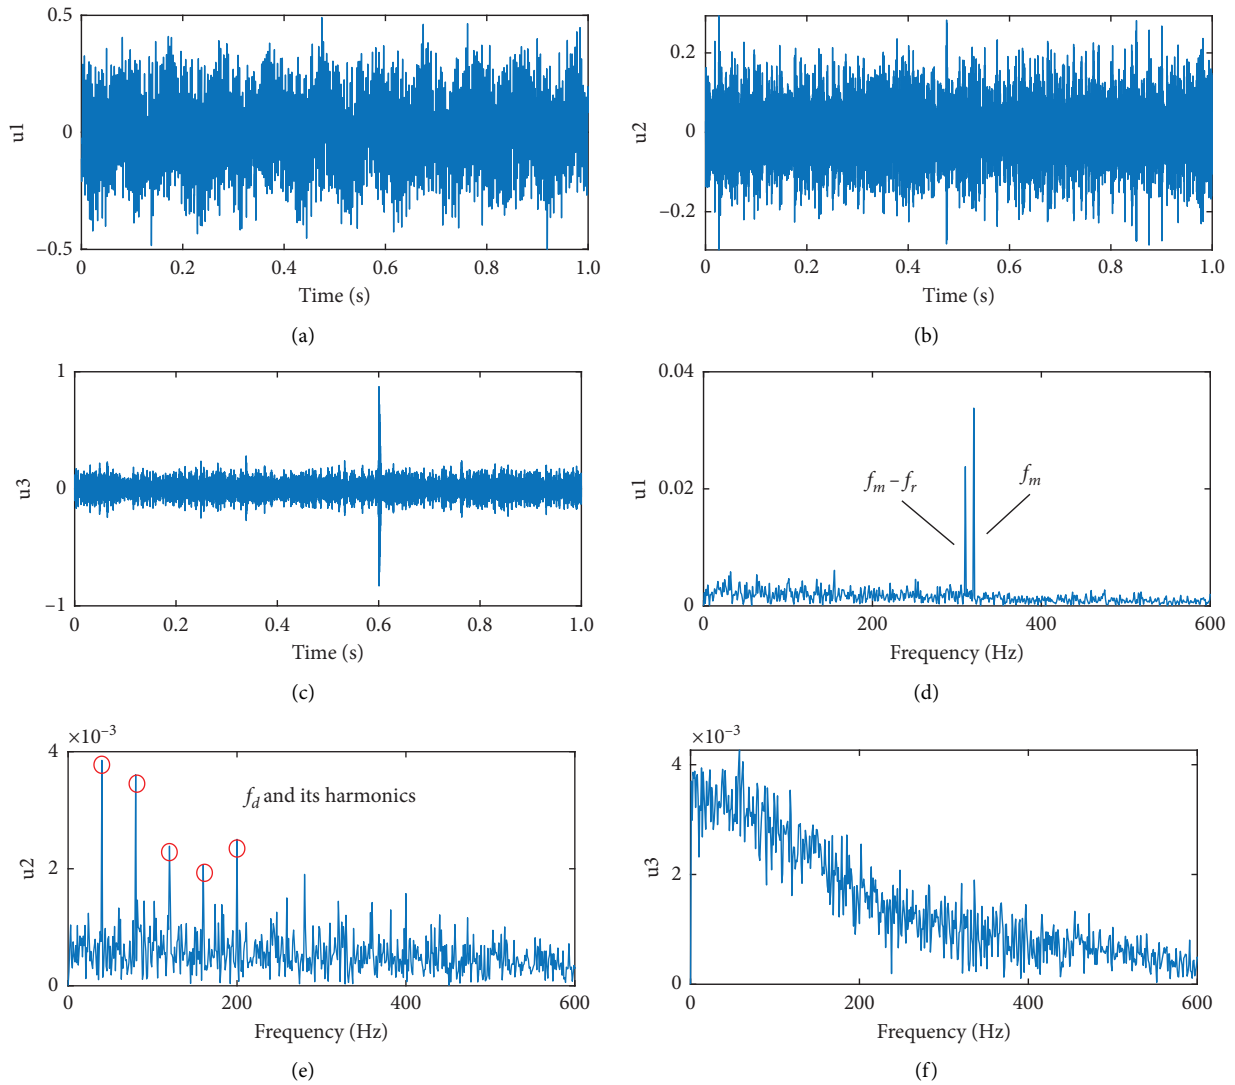 0.5
0
−0.5
u1
0 0.2 0.4 0.6 0.8 1.0
Time (s)
(a)
0.2
0
−0.2
u2
0 0.2 0.4 0.6 0.8 1.0
Time (s)
(b)
1
0
−1
u3
0 0.2 0.4 0.6 0.8 1.0
Time (s)
(c)
0.04
0.02
0
u1
fm − fr
fm
0 200 400 600
Frequency (Hz)
(d)
×10−3
4
2
0
u2
fd and its harmonics
0 200 400 600
Frequency (Hz)
(e)
×10−3
4
2
0
u3
0 200 400 600
Frequency (Hz)
(f)